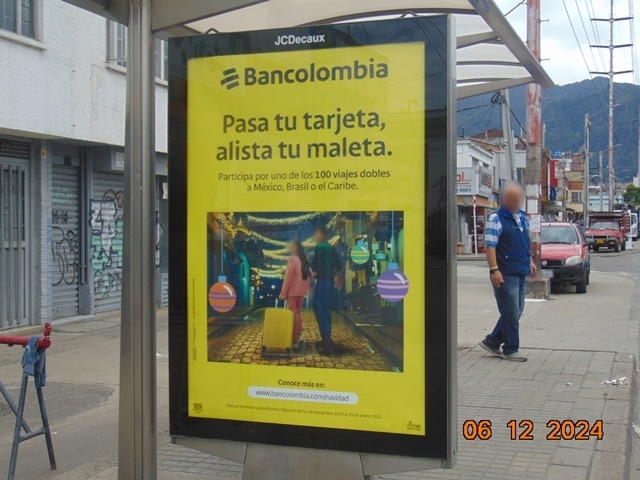 JCDecaux
Bancolombia
Pasa tu tarjeta,
alista tu maleta.
Participa por uno de los 100 viajes dobles
a México, Brasil o el Caribe.
Conoce más en:
www.bancolombia.com/navidad
06 12 2024